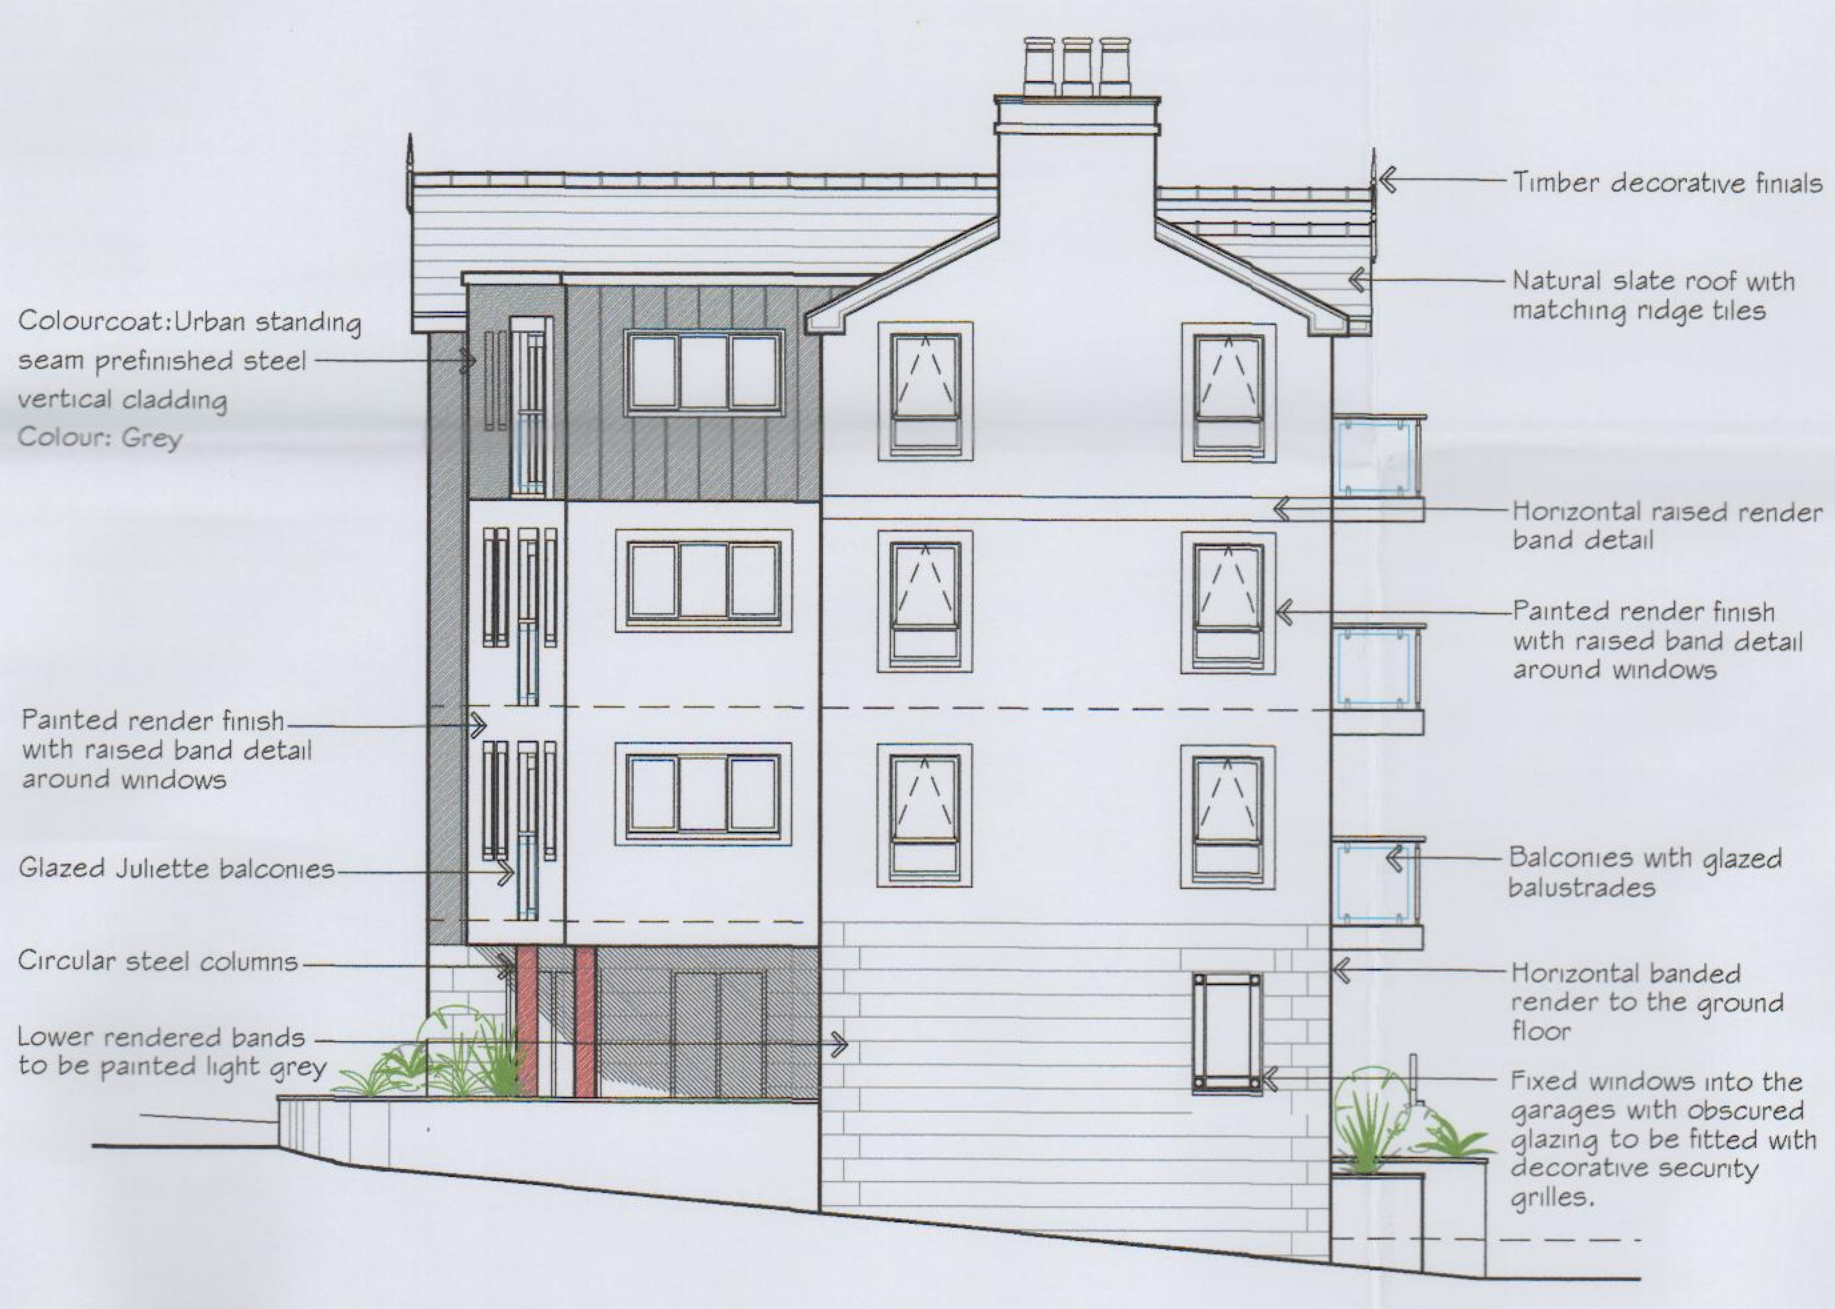 Timber decorative finials
Natural slate roof with
matching ridge tiles
Colourcoat:Urban standing
seam prefinished steel
vertical cladding
Colour: Grey
Horizontal raised render
band detail
Painted render finish
with raised band detail
around windows
Painted render finish
with raised band detail
around windows
Glazed Juliette balconies
Balconies with glazed
balustrades
Circular steel columns
Horizontal banded
render to the ground
floor
Lower rendered bands
to be painted light grey
Fixed windows into the
garages with obscured
glazing to be fitted with
decorative security
grilles.